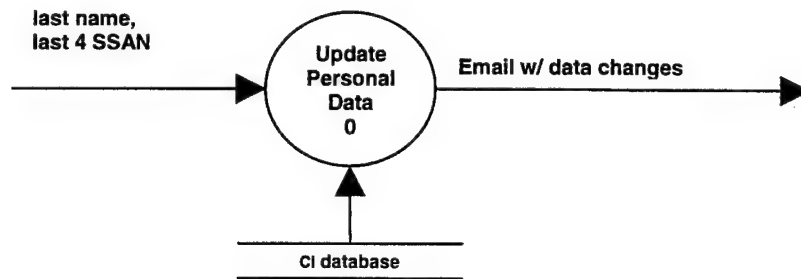 last name,
last 4 SSAN
Update
Personal
Data
0
Email w/ data changes
CI database